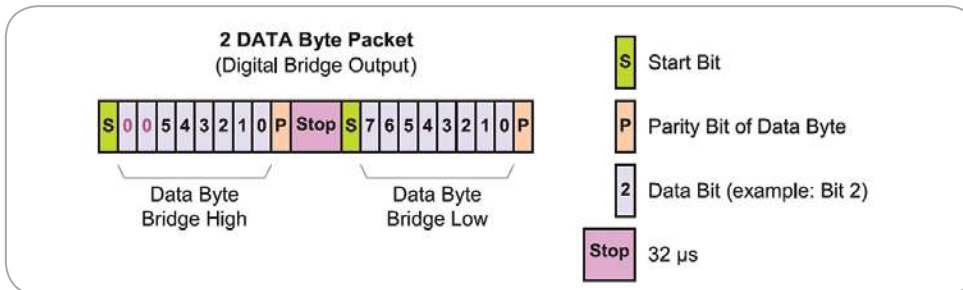 2 DATA Byte Packet
(Digital Bridge Output)
S 0 0 5 4 3 2 1 0 P Stop S 7 6 5 4 3 2 1 0 P
Data Byte
Bridge High
Data Byte
Bridge Low
S Start Bit
P Parity Bit of Data Byte
2 Data Bit (example: Bit 2)
Stop 32 µs